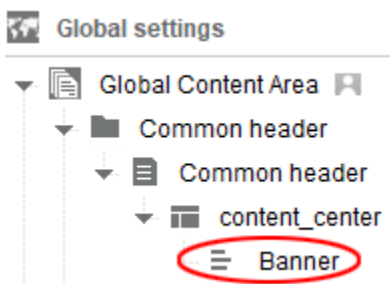 Global settings
Global Content Area
Common header
Common header
content_center
Banner